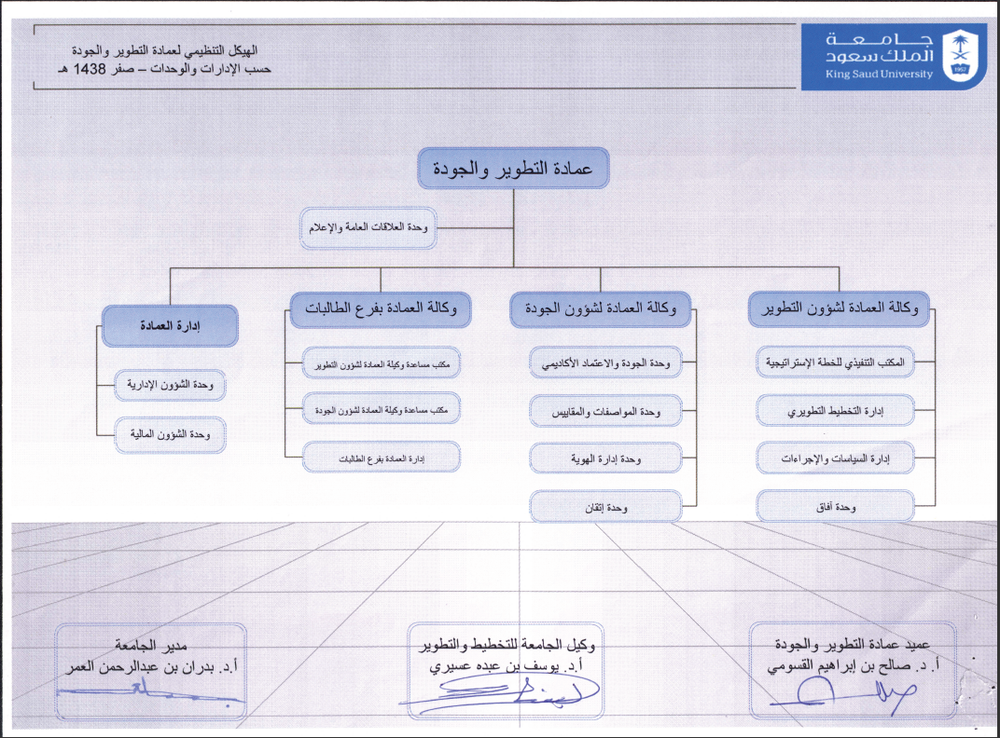 جامعة
الملك سعود
King Saud University
1957
الهيكل التنظيمي لعمادة التطوير والجودة
حسب الإدارات والوحدات – صفر 1438 هـ
عمادة التطوير والجودة
وحدة العلاقات العامة والإعلام
وكالة العمادة لشؤون التطوير
المكتب التنفيذي للخطة الإستراتيجية
إدارة التخطيط التطويري
إدارة السياسات والإجراءات
وحدة آفاق
وكالة العمادة لشؤون الجودة
وحدة الجودة والاعتماد الأكاديمي
وحدة المواصفات والمقاييس
وحدة إدارة الهوية
وحدة إتقان
وكالة العمادة بفرع الطالبات
مكتب مساعدة وكيلة العمادة لشؤون التطوير
مكتب مساعدة وكيلة العمادة لشؤون الجودة
إدارة العمادة بفرع الطالبات
إدارة العمادة
وحدة الشؤون الإدارية
وحدة الشؤون المالية
عميد عمادة التطوير والجودة
أ. د. صالح بن إبراهيم القسومي
وكيل الجامعة للتخطيط والتطوير
أ.د. يوسف بن عبده عسيري
مدير الجامعة
أ.د. بدران بن عبدالرحمن العمر